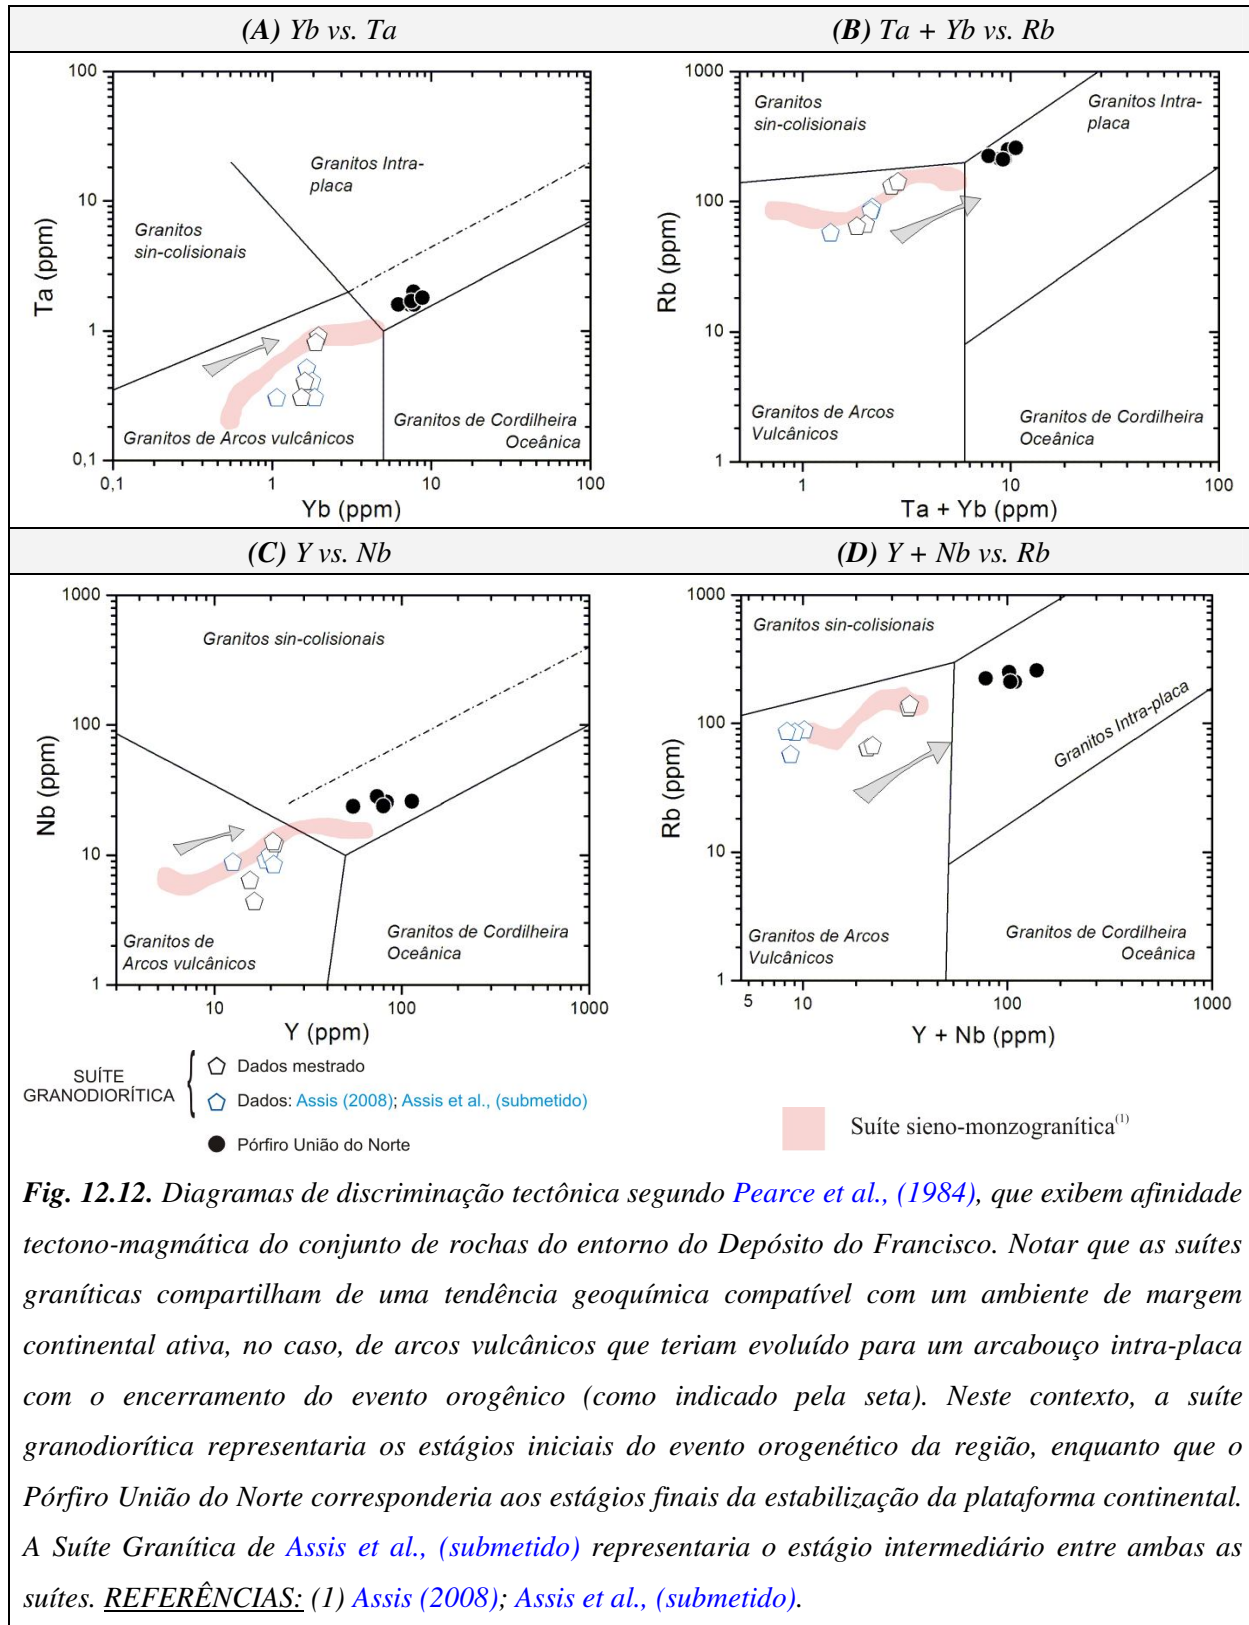 (A) Yb vs. Ta
100
10
1
0,1
Ta (ppm)
Granitos Intra-
placa
Granitos
sin-colisionais
Granitos de Arcos vulcânicos
Granitos de Cordilheira
Oceânica
0,1
1
10
100
Yb (ppm)
(B) Ta + Yb vs. Rb
1000
100
10
1
Rb (ppm)
Granitos
sin-colisionais
Granitos Intra-
placa
Granitos de Arcos
Vulcânicos
Granitos de Cordilheira
Oceânica
1
10
100
Ta + Yb (ppm)
(C) Y vs. Nb
1000
100
10
1
Nb (ppm)
Granitos sin-colisionais
Granitos de
Arcos vulcânicos
Granitos de Cordilheira
Oceânica
10
100
1000
Y (ppm)
(D) Y + Nb vs. Rb
1000
100
10
1
Rb (ppm)
Granitos sin-colisionais
Granitos Intra-placa
Granitos de Arcos
Vulcânicos
Granitos de Cordilheira
Oceânica
5
10
100
1000
Y + Nb (ppm)
SUÍTE
GRANODIORÍTICA
Dados mestrado
Dados: Assis (2008); Assis et al., (submetido)
Pórfiro União do Norte
Suíte sieno-monzogranítica(1)
Fig. 12.12. Diagramas de discriminação tectônica segundo Pearce et al., (1984), que exibem afinidade
tectono-magmática do conjunto de rochas do entorno do Depósito do Francisco. Notar que as suítes
graníticas compartilham de uma tendência geoquímica compatível com um ambiente de margem
continental ativa, no caso, de arcos vulcânicos que teriam evoluído para um arcabouço intra-placa
com o encerramento do evento orogênico (como indicado pela seta). Neste contexto, a suíte
granodiorítica representaria os estágios iniciais do evento orogenético da região, enquanto que o
Pórfiro União do Norte corresponderia aos estágios finais da estabilização da plataforma continental.
A Suíte Granítica de Assis et al., (submetido) representaria o estágio intermediário entre ambas as
suítes. REFERÊNCIAS: (1) Assis (2008); Assis et al., (submetido).